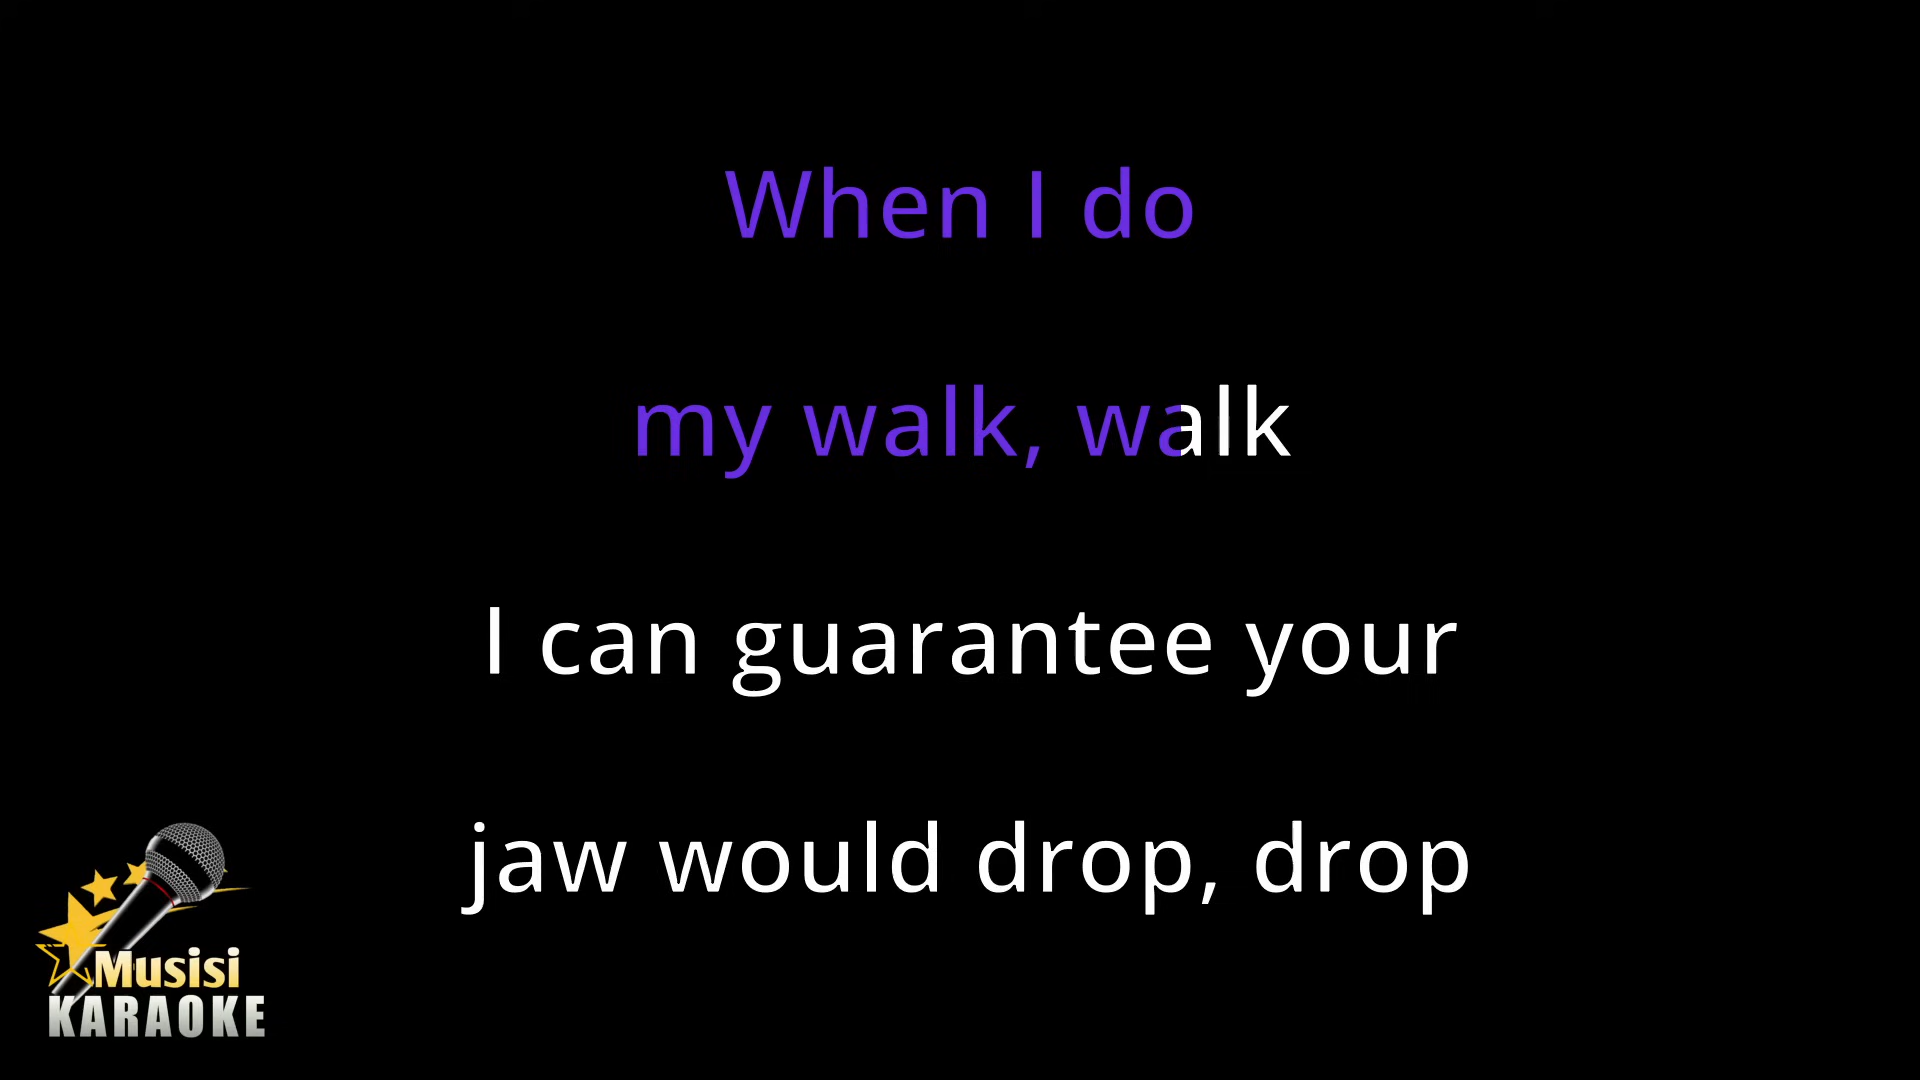 When I do
my walk, walk
I can guarantee your
jaw would drop, drop
Musisi
KARAOKE